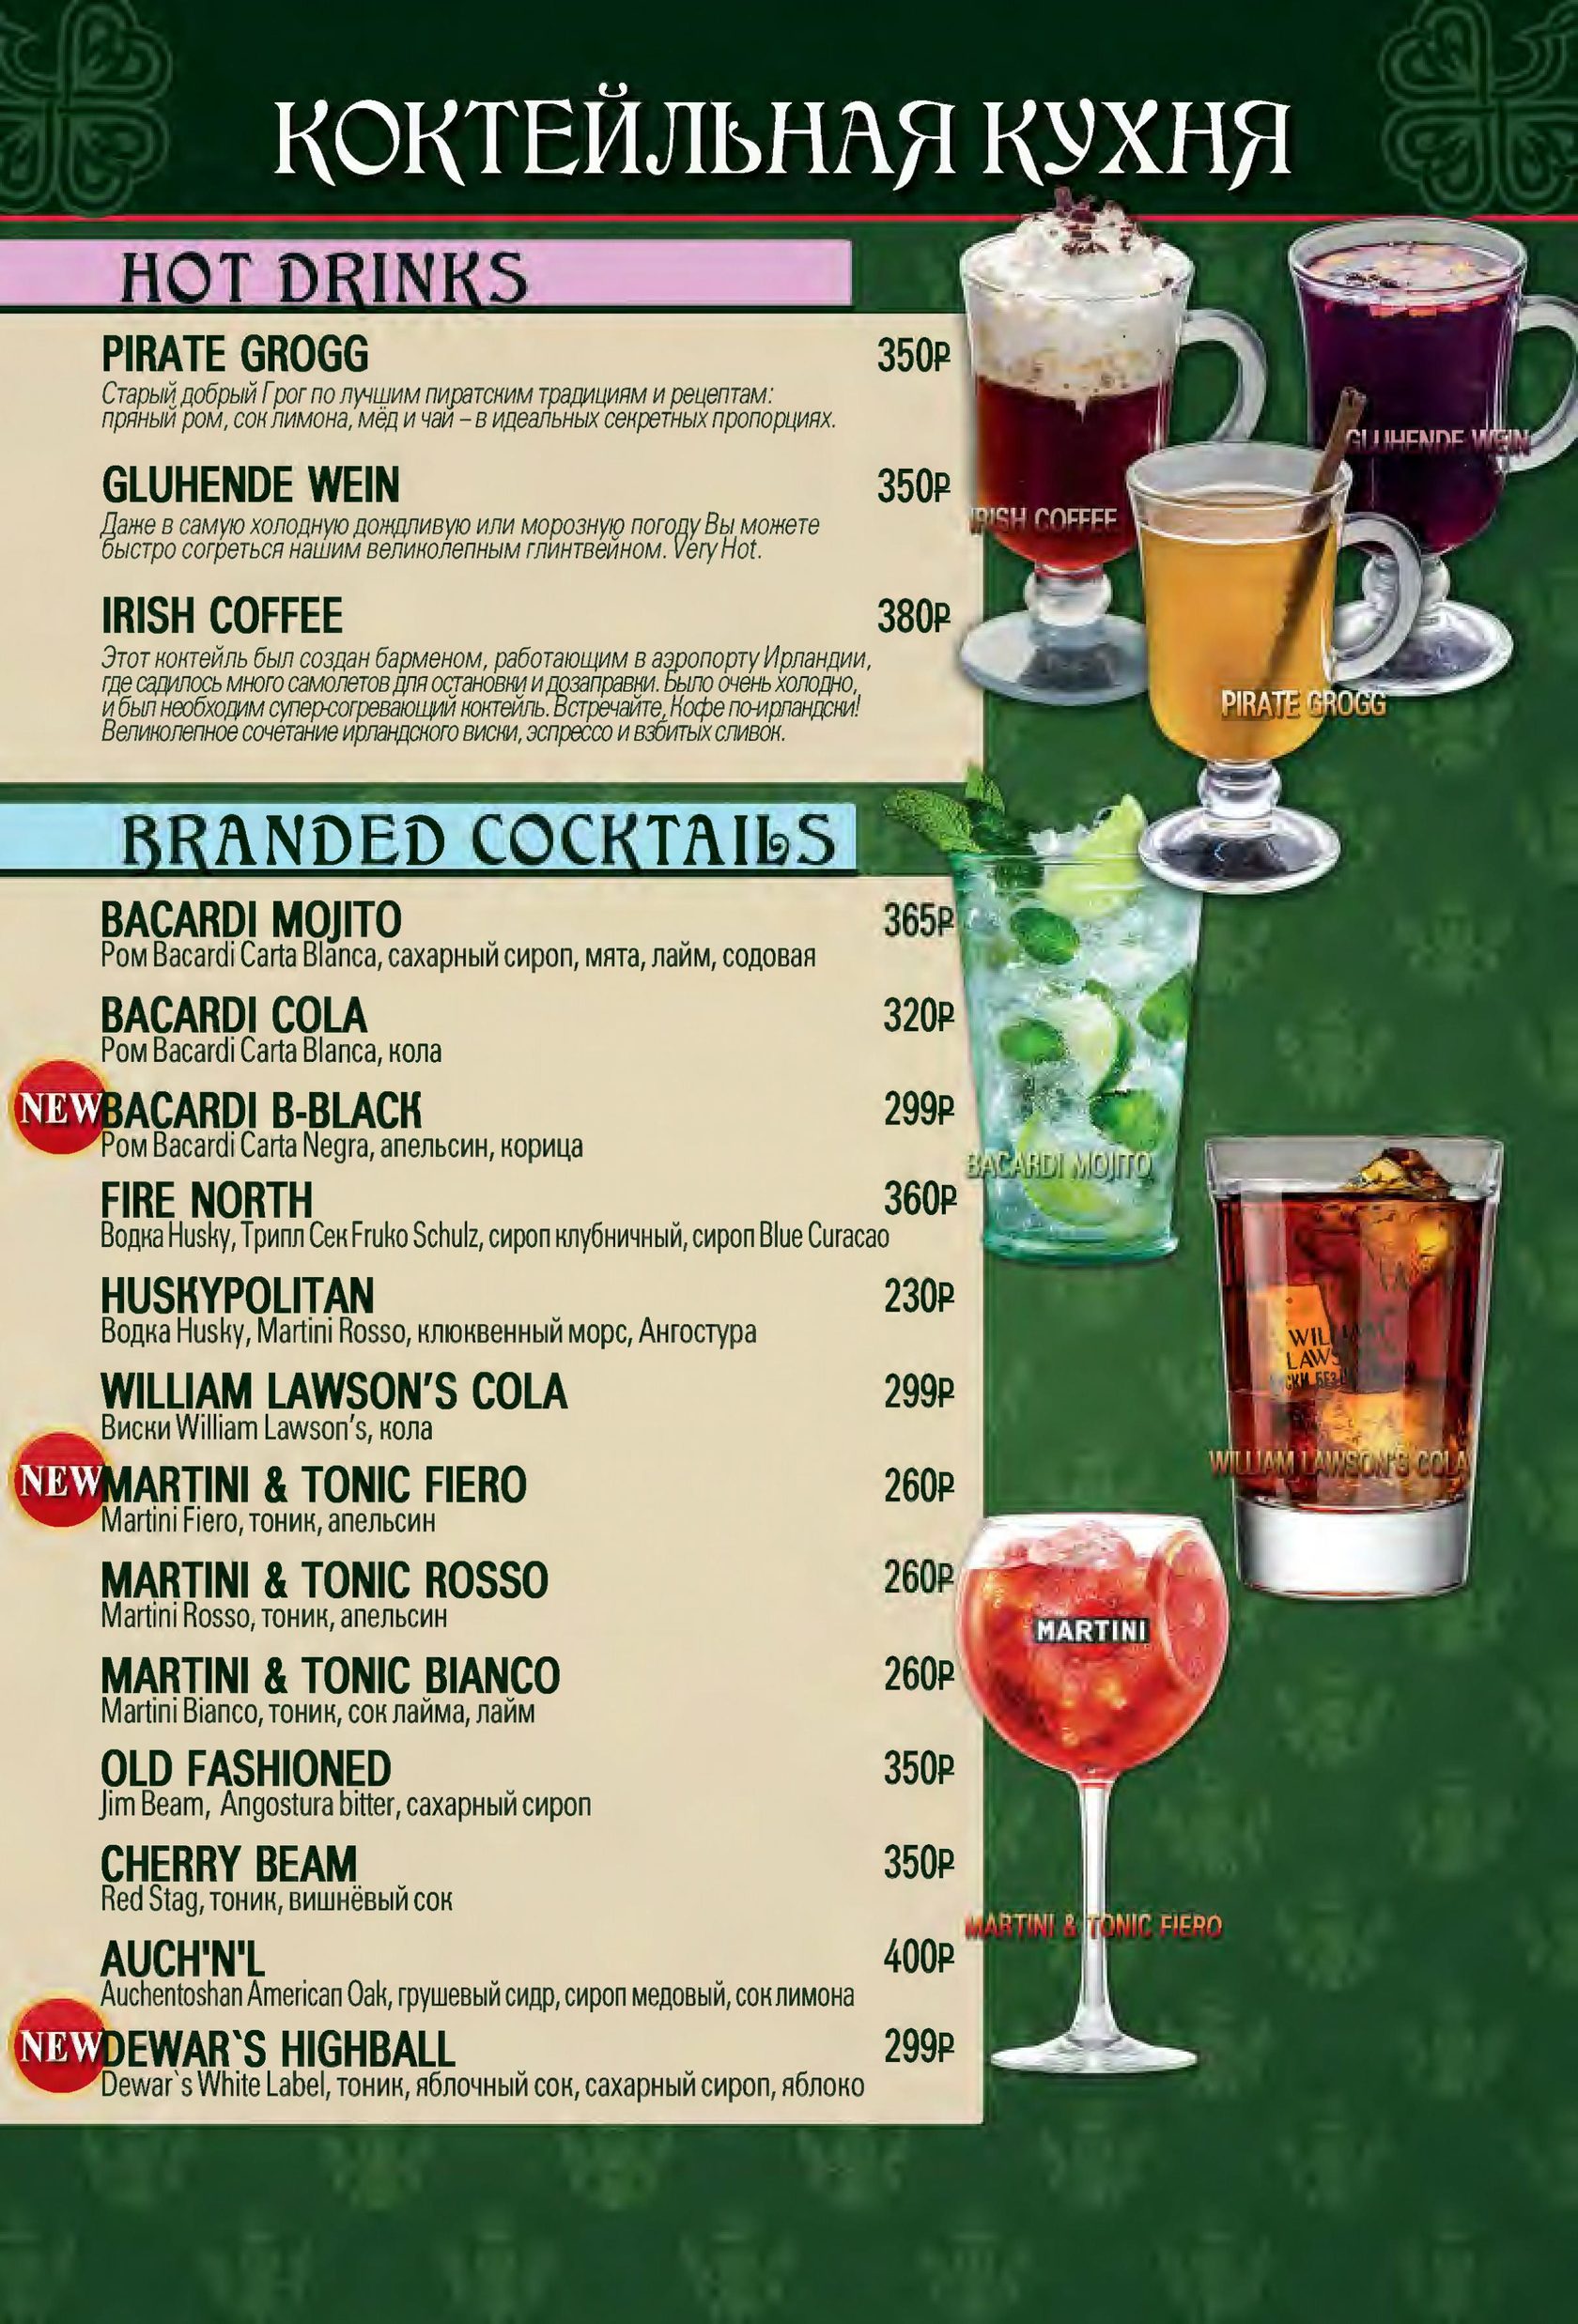 КОКТЕЙЛЬНАЯ КУХНЯ
HOT DRINKS
PIRATE GROGG 350₽
Старый добрый Грог по лучшим пиратским традициям и рецептам:
пряный ром, сок лимона, мёд и чай – в идеальных секретных пропорциях.
GLUHENDE WEIN 350₽
Даже в самую холодную дождливую или морозную погоду Вы можете
быстро согреться нашим великолепным глинтвейном. Very Hot.
IRISH COFFEE 380₽
Этот коктейль был создан барменом, работающим в аэропорту Ирландии,
где садилось много самолетов для остановки и дозаправки. Было очень холодно,
и был необходим супер-согревающий коктейль. Встречайте, Кофе по-ирландски!
Великолепное сочетание ирландского виски, эспрессо и взбитых сливок.
GLUHENDE WEIN
IRISH COFFEE
PIRATE GROGG
BRANDED COCKTAILS
BACARDI MOJITO 365₽
Ром Bacardi Carta Blanca, сахарный сироп, мята, лайм, содовая
BACARDI COLA 320₽
Ром Bacardi Carta Blanca, кола
NEW BACARDI B-BLACK 299₽
Ром Bacardi Carta Negra, апельсин, корица
FIRE NORTH 360₽
Водка Husky, Трипл Сек Fruko Schulz, сироп клубничный, сироп Blue Curacao
HUSKYPOLITAN 230₽
Водка Husky, Martini Rosso, клюквенный морс, Ангостура
WILLIAM LAWSON'S COLA 299₽
Виски William Lawson's, кола
NEW MARTINI & TONIC FIERO 260₽
Martini Fiero, тоник, апельсин
MARTINI & TONIC ROSSO 260₽
Martini Rosso, тоник, апельсин
MARTINI & TONIC BIANCO 260₽
Martini Bianco, тоник, сок лайма, лайм
OLD FASHIONED 350₽
Jim Beam, Angostura bitter, сахарный сироп
CHERRY BEAM 350₽
Red Stag, тоник, вишнёвый сок
AUCH'N'L 400₽
Auchentoshan American Oak, грушевый сидр, сироп медовый, сок лимона
NEW DEWAR`S HIGHBALL 299₽
Dewar`s White Label, тоник, яблочный сок, сахарный сироп, яблоко
BACARDI MOJITO
WILLIAM LAWSON'S COLA
MARTINI
MARTINI & TONIC FIERO